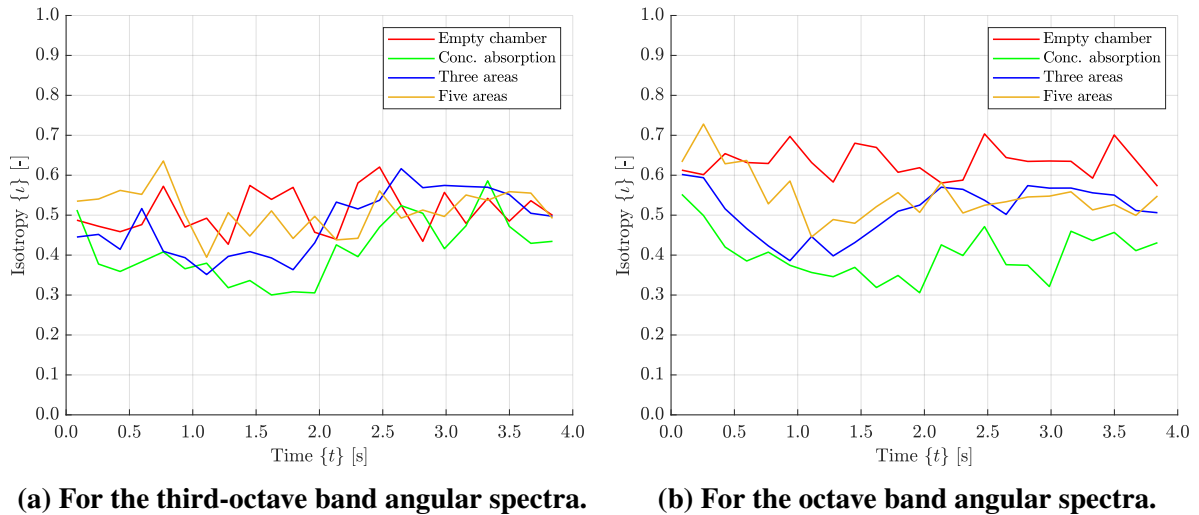 1.0
0.9
0.8
0.7
0.6
0.5
0.4
0.3
0.2
0.1
0.0
Isotropy {ι} [-]
Empty chamber
Conc. absorption
Three areas
Five areas
0.0 0.5 1.0 1.5 2.0 2.5 3.0 3.5 4.0
Time {t} [s]
(a) For the third-octave band angular spectra.
1.0
0.9
0.8
0.7
0.6
0.5
0.4
0.3
0.2
0.1
0.0
Isotropy {ι} [-]
Empty chamber
Conc. absorption
Three areas
Five areas
0.0 0.5 1.0 1.5 2.0 2.5 3.0 3.5 4.0
Time {t} [s]
(b) For the octave band angular spectra.